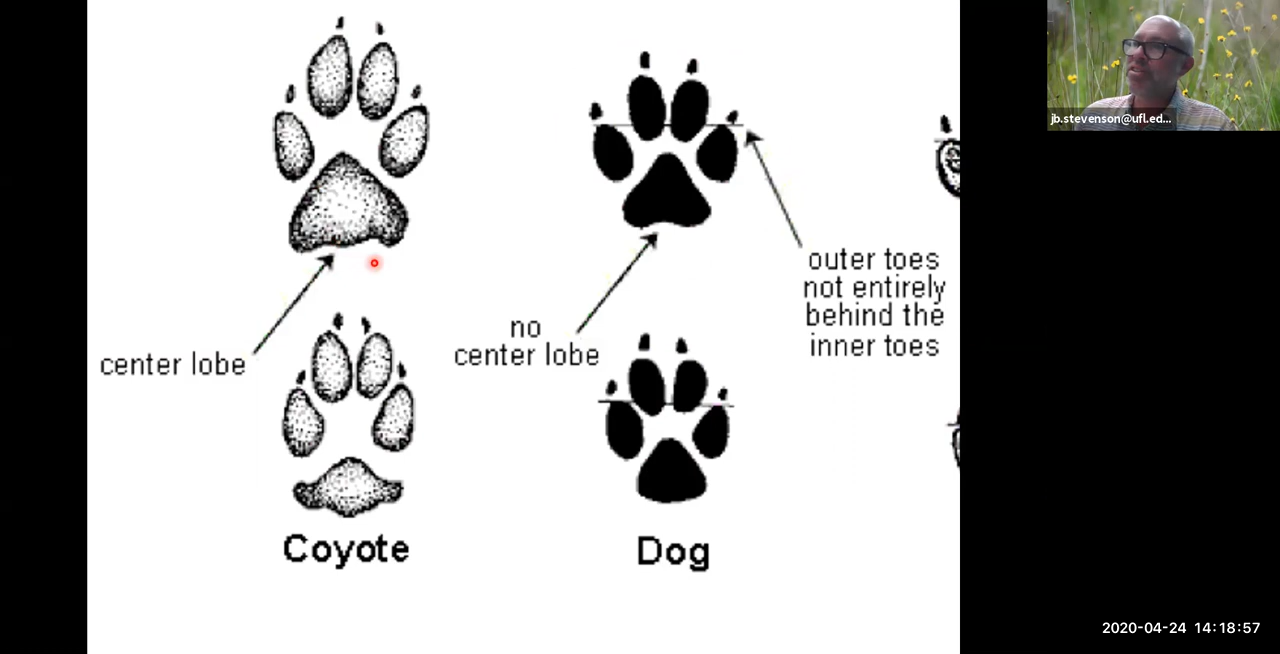 jb.stevenson@ufl.ed...
outer toes
not entirely
behind the
inner toes
no
center lobe
center lobe
Coyote
Dog
2020-04-24 14:18:57